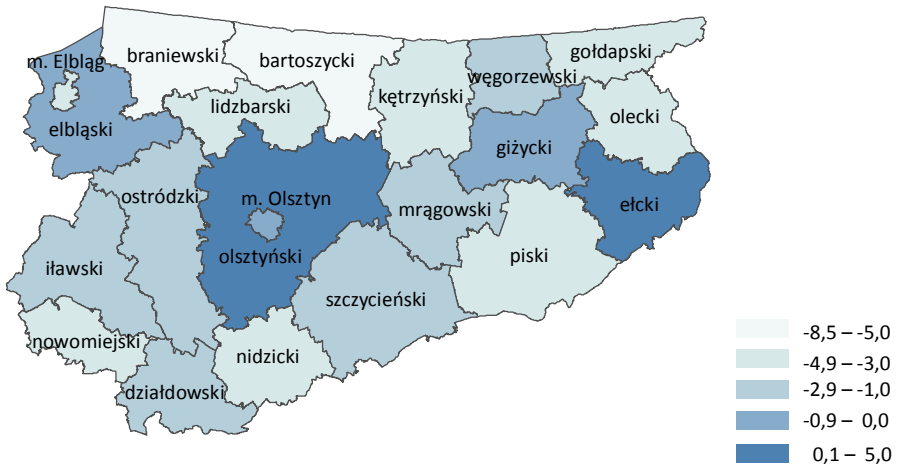 braniewski
bartoszycki
gołdapski
m. Elbląg
węgorzewski
kętrzyński
lidzbarski
olecki
elbląski
giżycki
ostródzki
m. Olsztyn
mrągowski
ełcki
olsztyński
piski
iławski
szczycieński
nowomiejski
nidzicki
działdowski
-8,5 – -5,0
-4,9 – -3,0
-2,9 – -1,0
-0,9 – 0,0
0,1 – 5,0